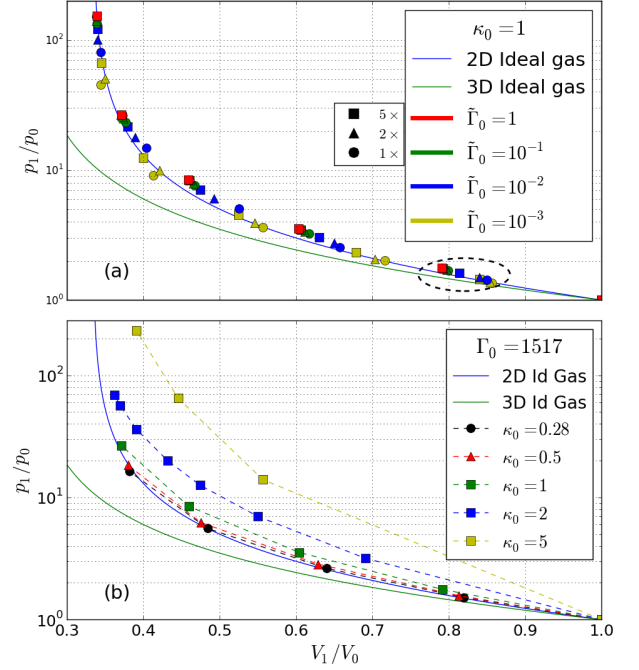 10²
10¹
10⁰
p₁/p₀
(a)
5×
2×
1×
κ₀ = 1
2D Ideal gas
3D Ideal gas
Γ̃₀ = 1
Γ̃₀ = 10⁻¹
Γ̃₀ = 10⁻²
Γ̃₀ = 10⁻³
10²
10¹
10⁰
p₁/p₀
(b)
Γ₀ = 1517
2D Id Gas
3D Id Gas
κ₀ = 0.28
κ₀ = 0.5
κ₀ = 1
κ₀ = 2
κ₀ = 5
0.3 0.4 0.5 0.6 0.7 0.8 0.9 1.0
V₁/V₀